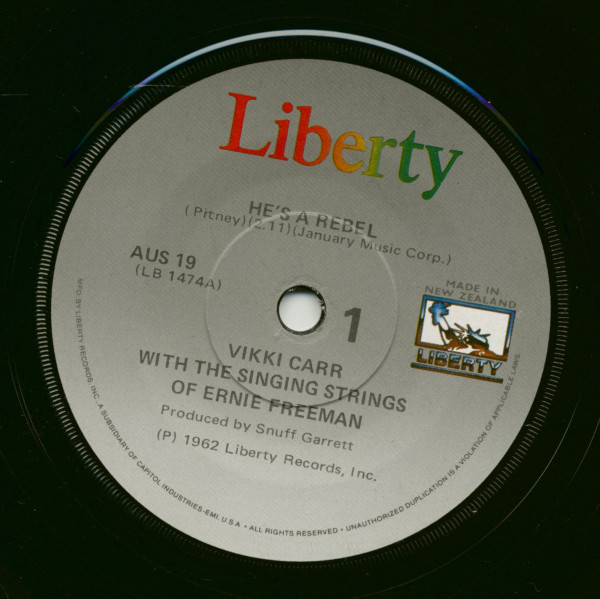 Liberty
HE'S A REBEL
(Pitney)(2.11)(January Music Corp.)
AUS 19
(LB 1474A)
1
MADE IN
NEW ZEALAND
LIBERTY
VIKKI CARR
WITH THE SINGING STRINGS
OF ERNIE FREEMAN
Produced by Snuff Garrett
(P) 1962 Liberty Records, Inc.
MFG. BY LIBERTY RECORDS, INC. A SUBSIDIARY OF CAPITOL INDUSTRIES-EMI, U.S.A • ALL RIGHTS RESERVED • UNAUTHORIZED DUPLICATION IS A VIOLATION OF APPLICABLE LAWS.